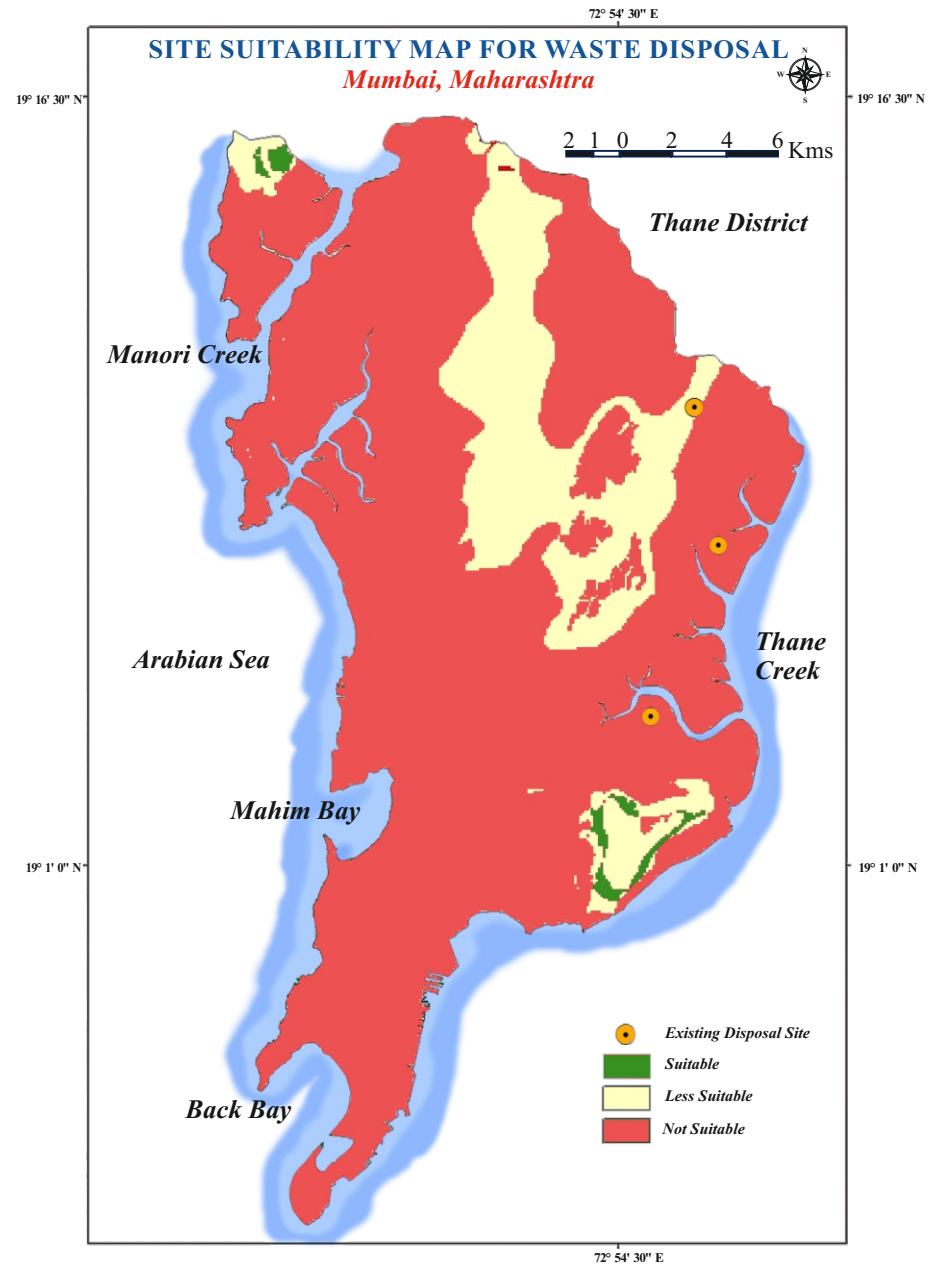 72° 54' 30" E
SITE SUITABILITY MAP FOR WASTE DISPOSAL
Mumbai, Maharashtra
N
W E
S
19° 16' 30" N
19° 16' 30" N
2 1 0 2 4 6 Kms
Thane District
Manori Creek
Arabian Sea
Thane
Creek
Mahim Bay
19° 1' 0" N
19° 1' 0" N
Existing Disposal Site
Suitable
Less Suitable
Not Suitable
Back Bay
72° 54' 30" E